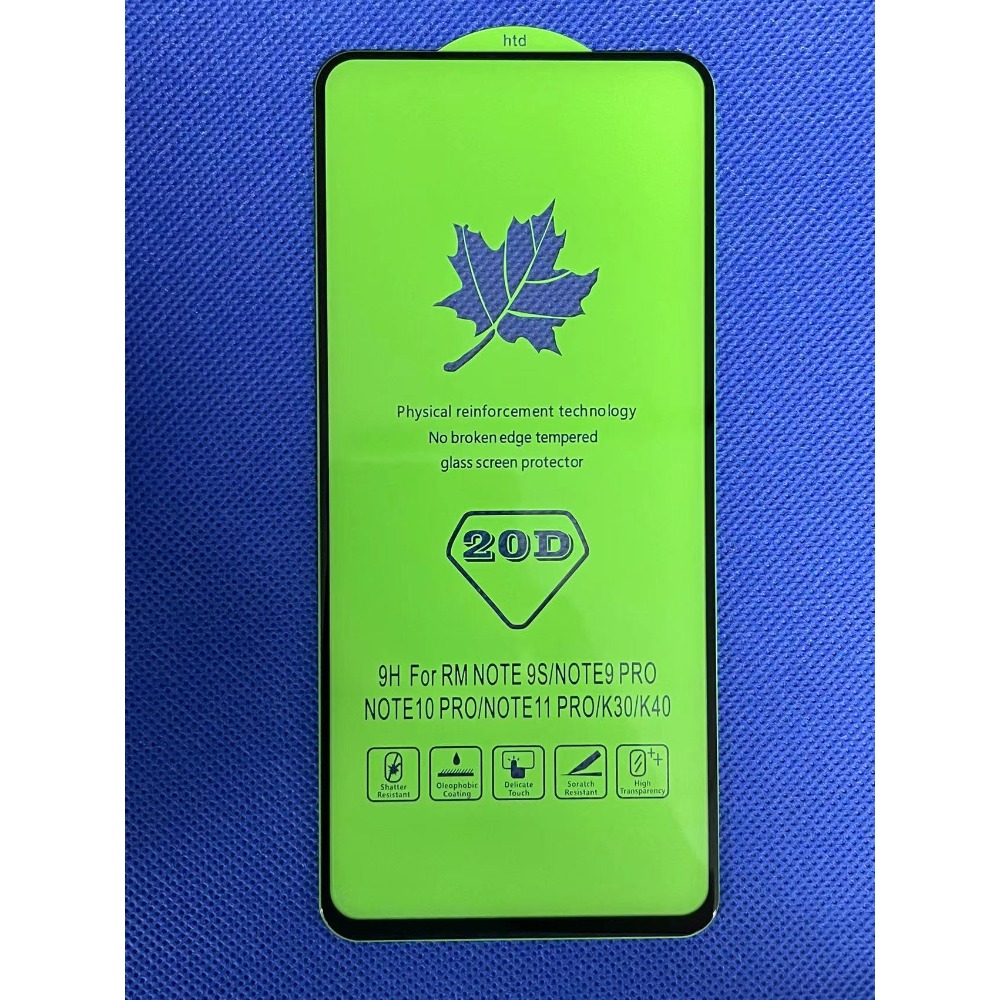 htd
Physical reinforcement technology
No broken edge tempered
glass screen protector
20D
9H For RM NOTE 9S/NOTE9 PRO
NOTE10 PRO/NOTE11 PRO/K30/K40
Shatter Resistant
Oleophobic Coating
Delicate Touch
Scratch Resistant
High Transparency